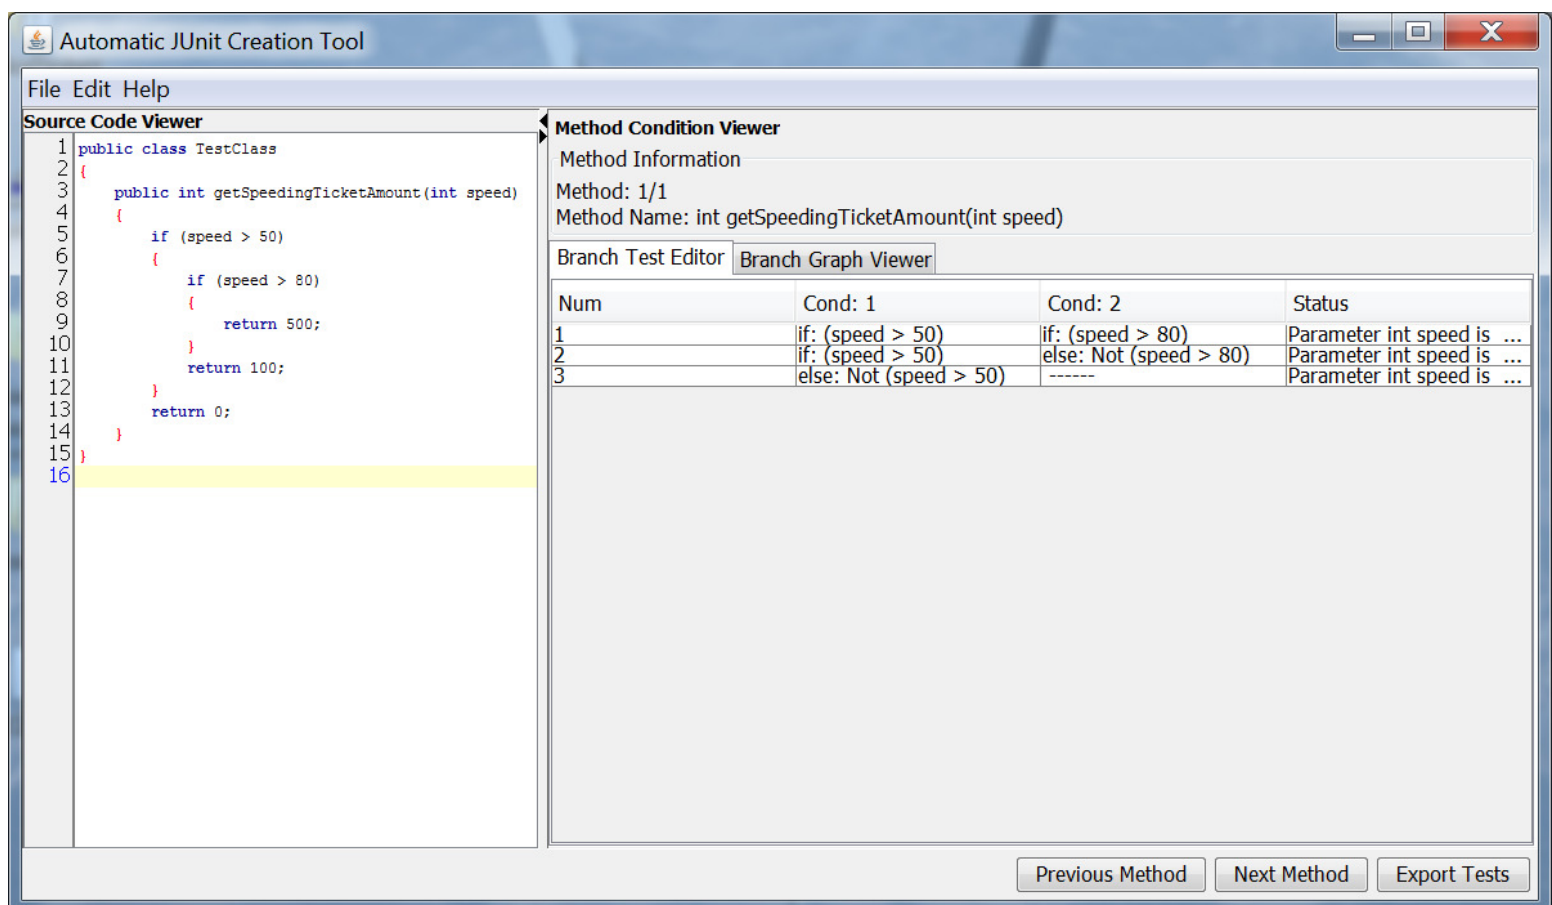 Automatic JUnit Creation Tool
File Edit Help
Source Code Viewer
1 public class TestClass
2 {
3 public int getSpeedingTicketAmount(int speed)
4 {
5 if (speed > 50)
6 {
7 if (speed > 80)
8 {
9 return 500;
10 }
11 return 100;
12 }
13 return 0;
14 }
15 }
16
Method Condition Viewer
Method Information
Method: 1/1
Method Name: int getSpeedingTicketAmount(int speed)
Branch Test Editor Branch Graph Viewer
Num Cond: 1 Cond: 2 Status
1 if: (speed > 50) if: (speed > 80) Parameter int speed is ...
2 if: (speed > 50) else: Not (speed > 80) Parameter int speed is ...
3 else: Not (speed > 50) ------ Parameter int speed is ...
Previous Method Next Method Export Tests